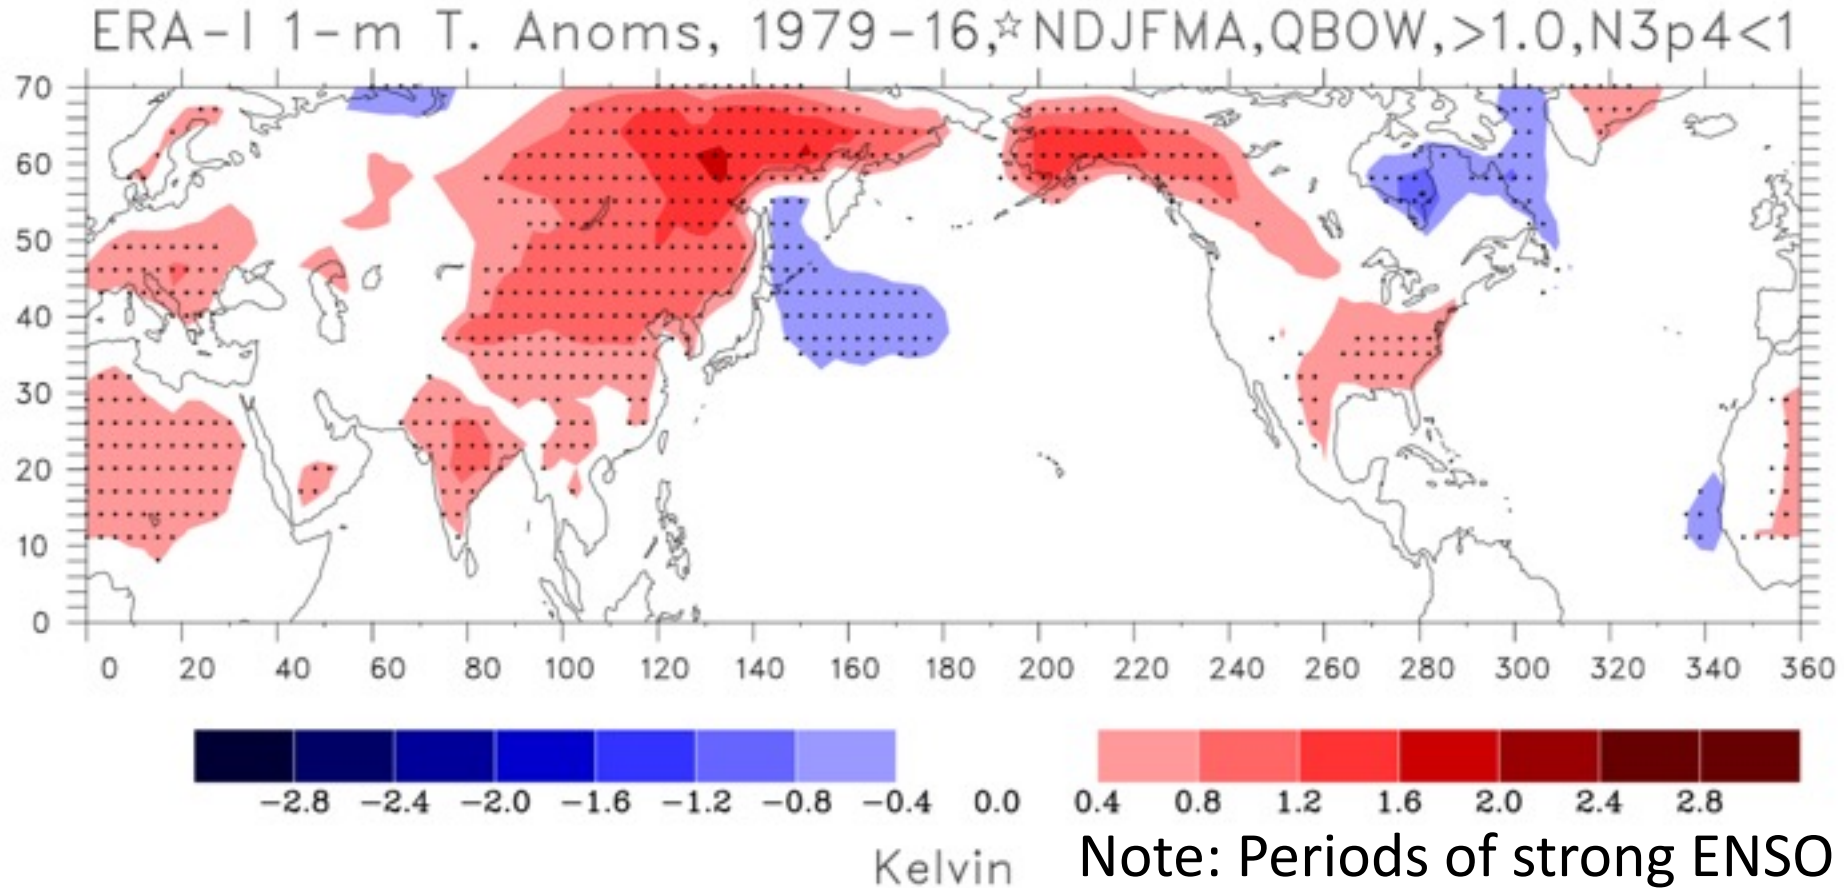 ERA-I 1-m T. Anoms, 1979-16,☆NDJFMA,QBOW,>1.0,N3p4<1
70
60
50
40
30
20
10
0
0 20 40 60 80 100 120 140 160 180 200 220 240 260 280 300 320 340 360
-2.8 -2.4 -2.0 -1.6 -1.2 -0.8 -0.4 0.0 0.4 0.8 1.2 1.6 2.0 2.4 2.8
Kelvin
Note: Periods of strong ENSO